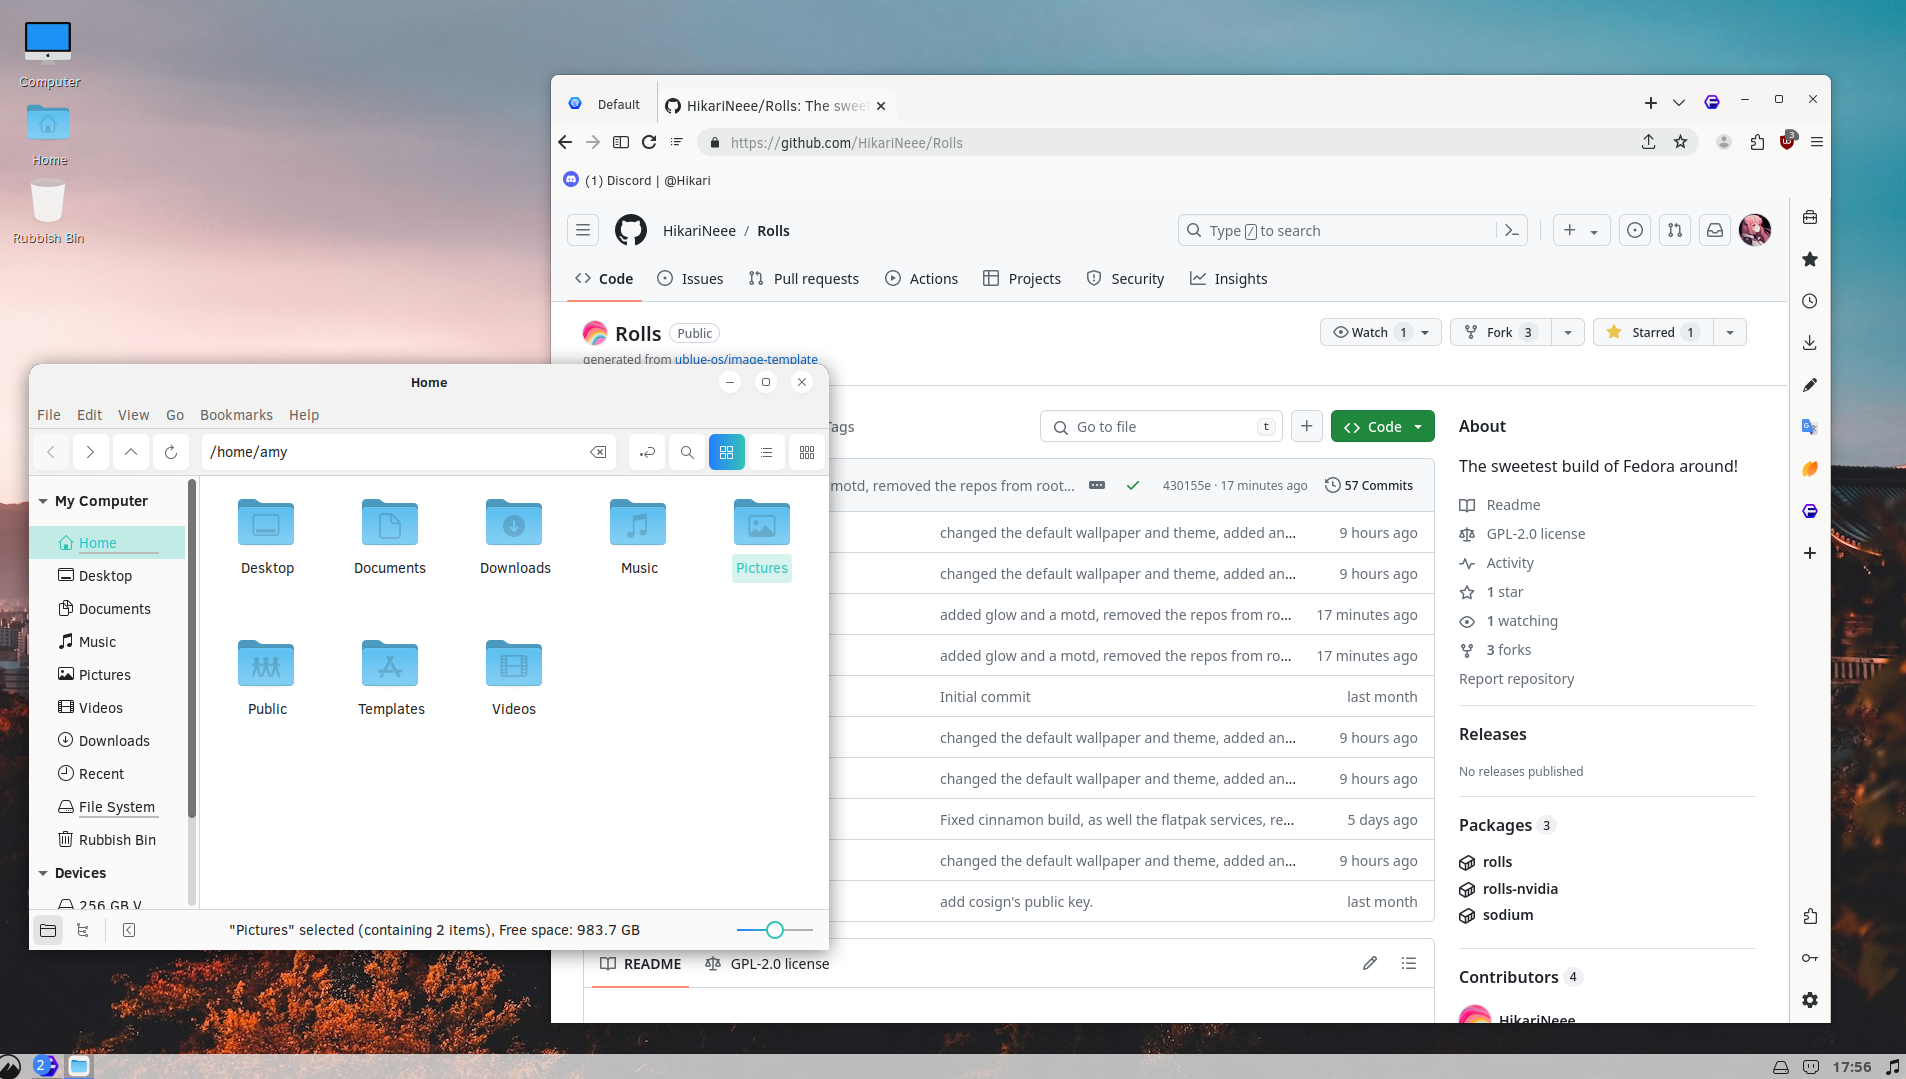 Computer
Home
Rubbish Bin
Default
HikariNeee/Rolls: The sweet
https://github.com/HikariNeee/Rolls
3
(1) Discord | @Hikari
HikariNeee / Rolls
Type / to search
Code
Issues
Pull requests
Actions
Projects
Security
Insights
Rolls
Public
generated from ublue-os/image-template
Watch 1
Fork 3
Starred 1
Tags
Go to file
t
Code
motd, removed the repos from root...
430155e · 17 minutes ago
57 Commits
changed the default wallpaper and theme, added an... 9 hours ago
changed the default wallpaper and theme, added an... 9 hours ago
added glow and a motd, removed the repos from ro... 17 minutes ago
added glow and a motd, removed the repos from ro... 17 minutes ago
Initial commit last month
changed the default wallpaper and theme, added an... 9 hours ago
changed the default wallpaper and theme, added an... 9 hours ago
Fixed cinnamon build, as well the flatpak services, re... 5 days ago
changed the default wallpaper and theme, added an... 9 hours ago
add cosign's public key. last month
README
GPL-2.0 license
About
The sweetest build of Fedora around!
Readme
GPL-2.0 license
Activity
1 star
1 watching
3 forks
Report repository
Releases
No releases published
Packages 3
rolls
rolls-nvidia
sodium
Contributors 4
HikariNeee
Home
File Edit View Go Bookmarks Help
/home/amy
My Computer
Home
Desktop
Documents
Music
Pictures
Videos
Downloads
Recent
File System
Rubbish Bin
Devices
256 GB V
Desktop
Documents
Downloads
Music
Pictures
Public
Templates
Videos
"Pictures" selected (containing 2 items), Free space: 983.7 GB
2
17:56